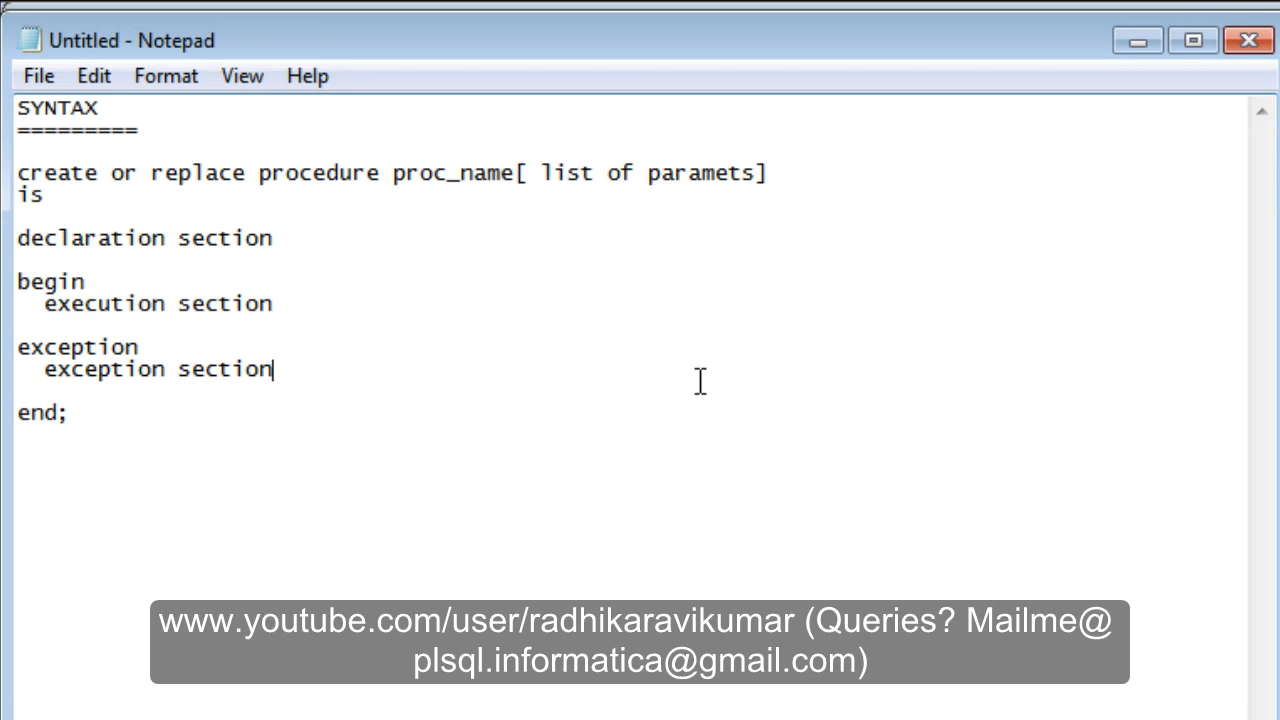 Untitled - Notepad
File Edit Format View Help
SYNTAX
=========
create or replace procedure proc_name[ list of paramets]
is
declaration section
begin
execution section
exception
exception section
end;
www.youtube.com/user/radhikaravikumar (Queries? Mailme@
plsql.informatica@gmail.com)